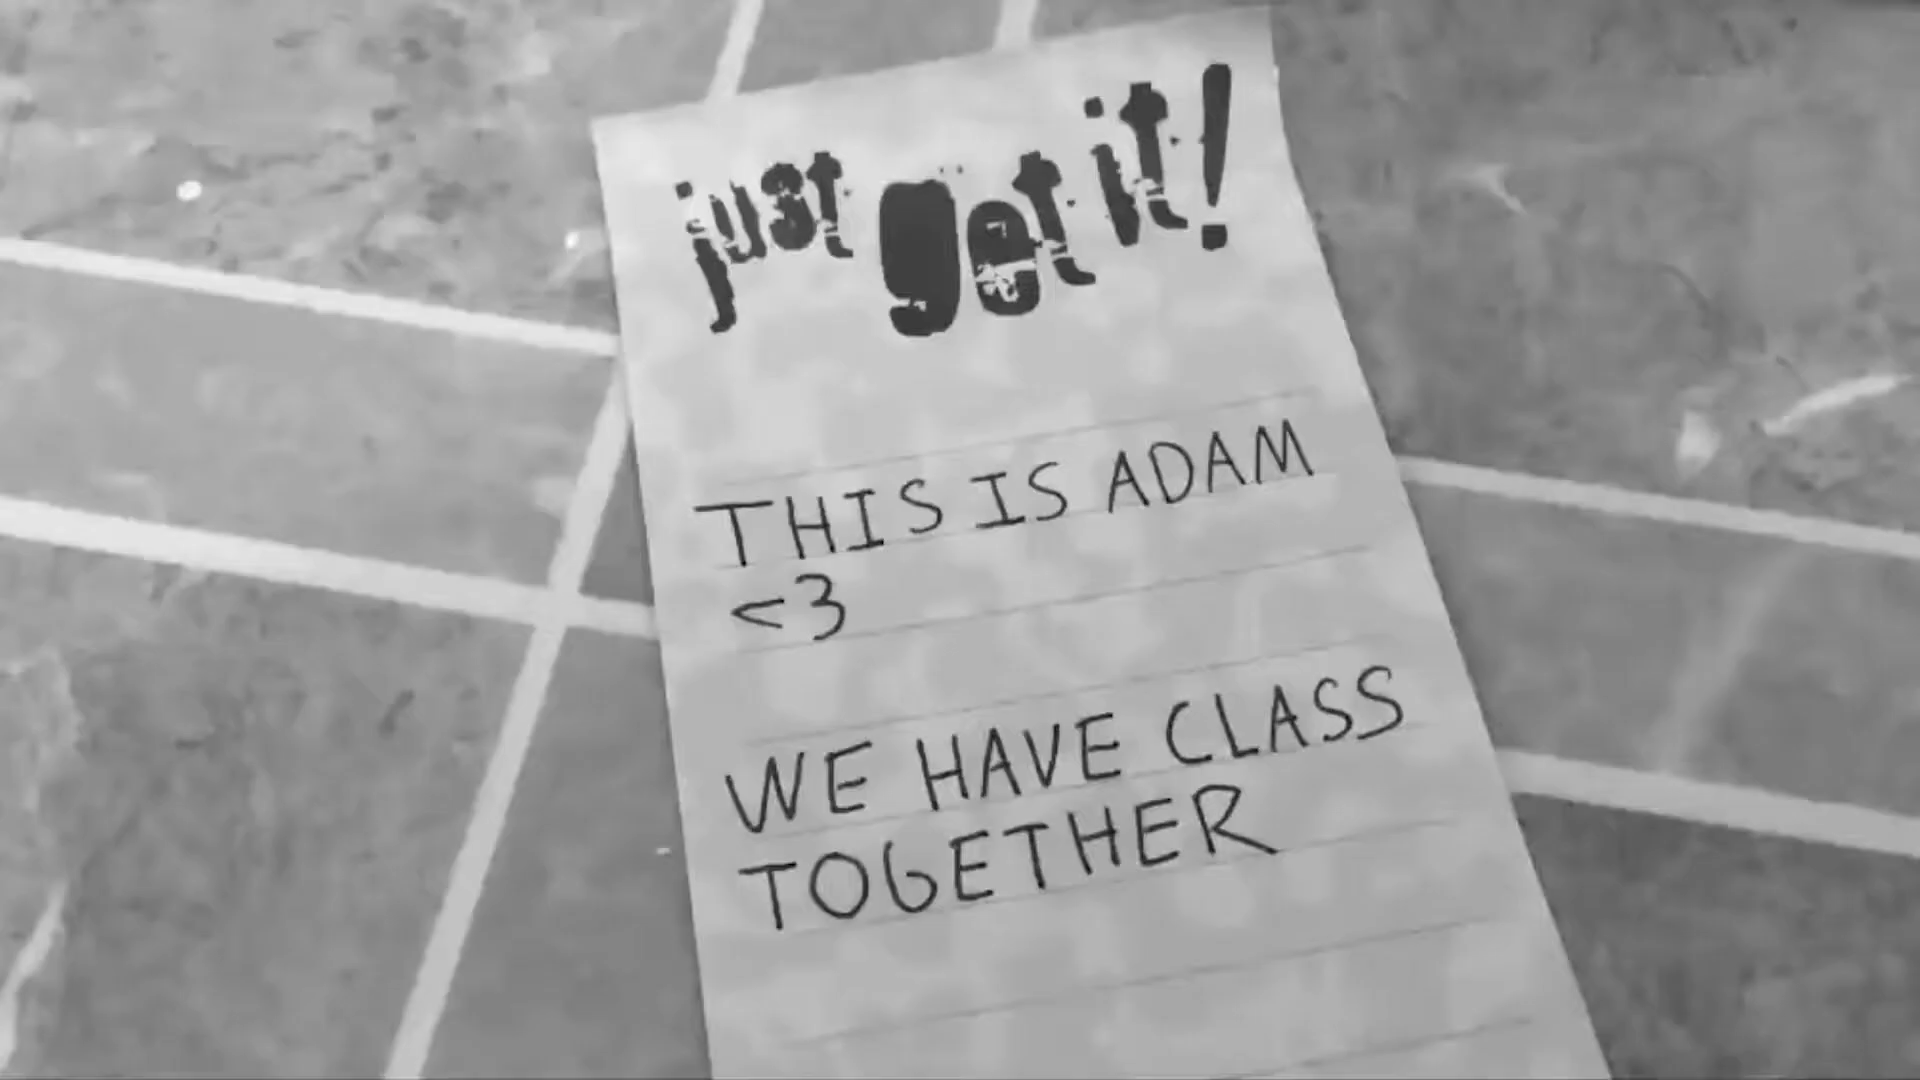 just get it!
THIS IS ADAM
<3
WE HAVE CLASS
TOGETHER